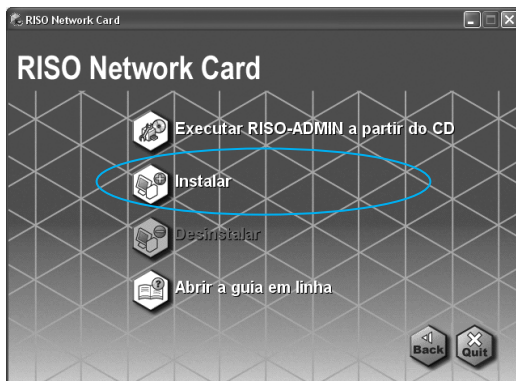 RISO Network Card
RISO Network Card
Executar RISO-ADMIN a partir do CD
Instalar
Desinstalar
Abrir a guia em linha
Back
Quit